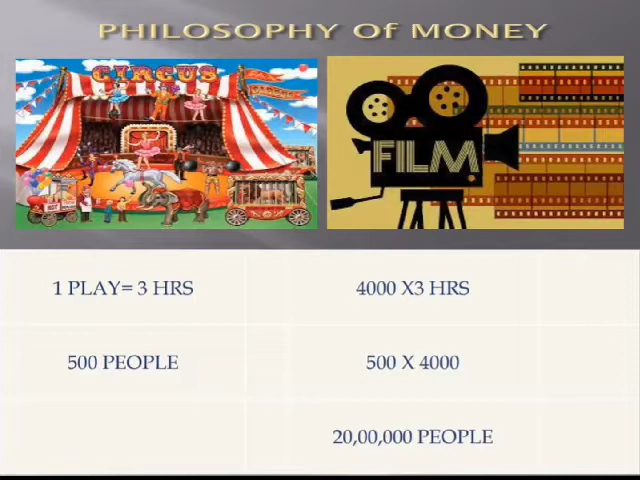 PHILOSOPHY Of MONEY
CIRCUS
FILM
1 PLAY= 3 HRS
4000 X3 HRS
500 PEOPLE
500 X 4000
20,00,000 PEOPLE